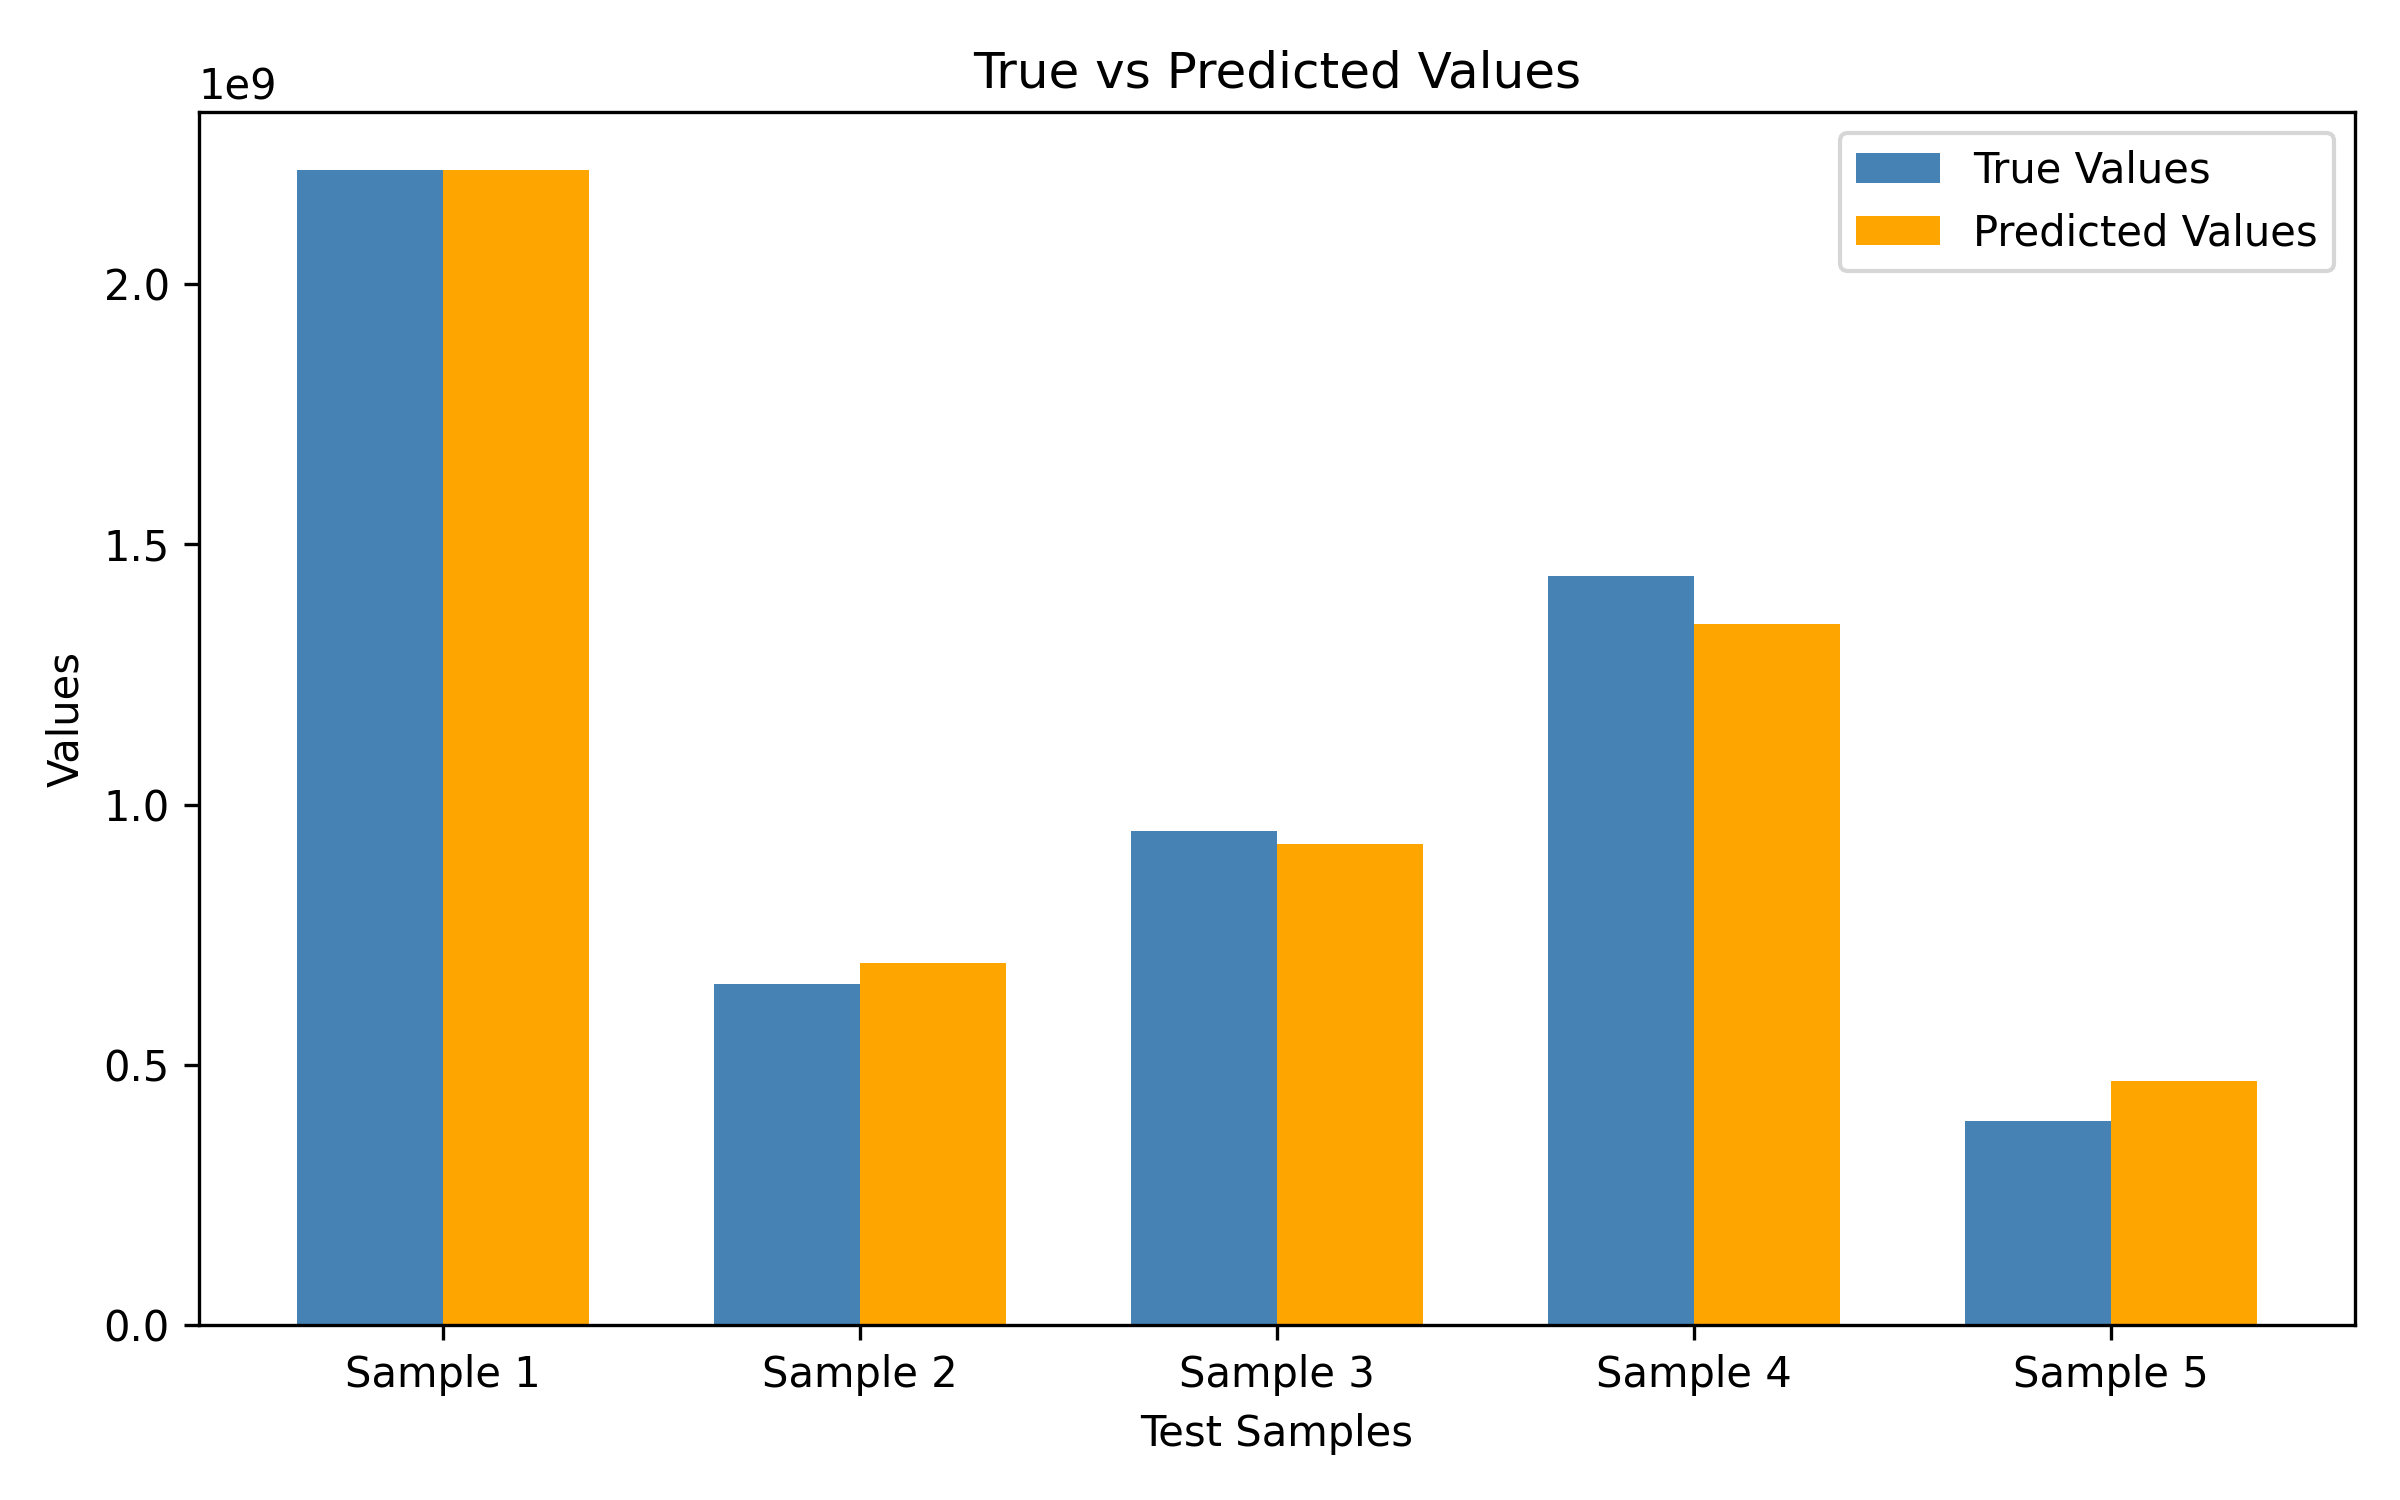 True vs Predicted Values
1e9
True Values
Predicted Values
2.0
1.5
1.0
0.5
0.0
Values
Sample 1
Sample 2
Sample 3
Sample 4
Sample 5
Test Samples